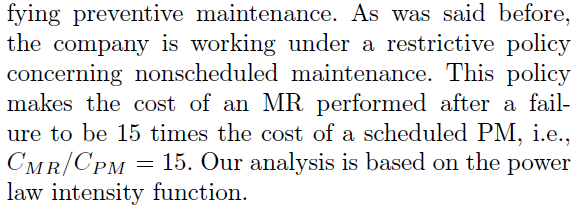 fying preventive maintenance. As was said before,
the company is working under a restrictive policy
concerning nonscheduled maintenance. This policy
makes the cost of an MR performed after a fail-
ure to be 15 times the cost of a scheduled PM, i.e.,
C_{MR}/C_{PM} = 15. Our analysis is based on the power
law intensity function.